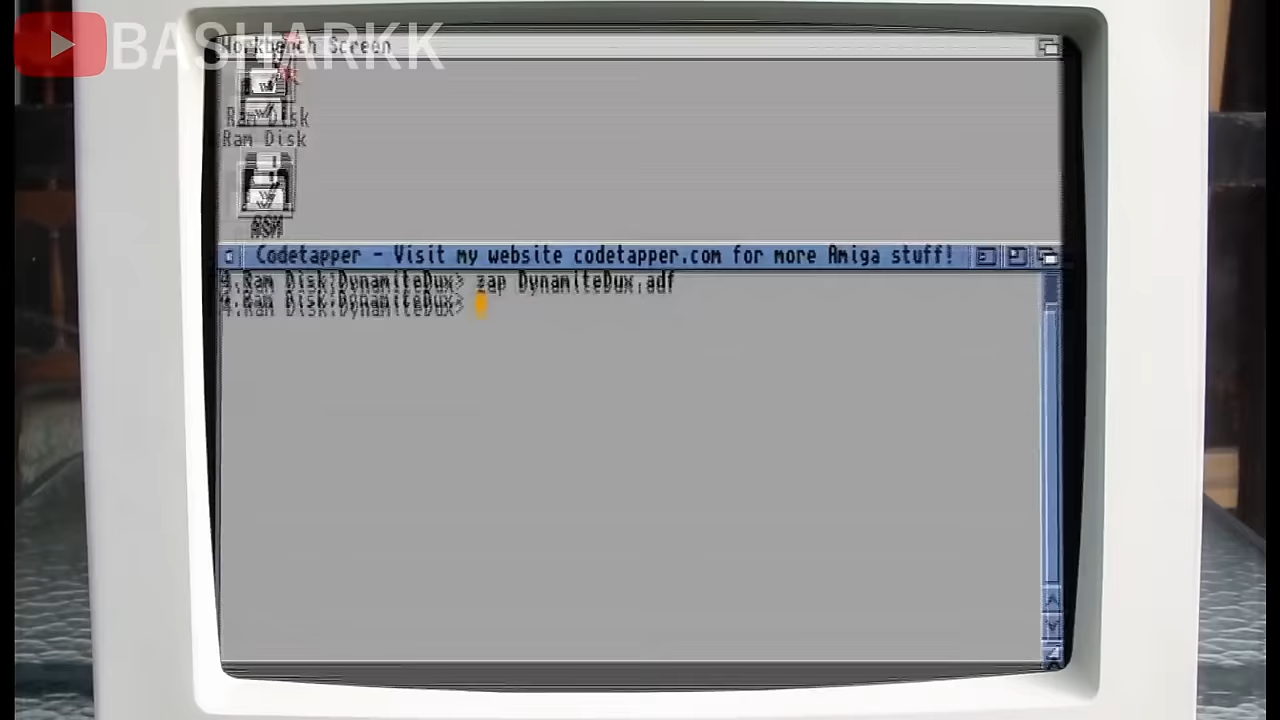 BASHARKK
Workbench Screen
Ram Disk
Ram Disk
ASM
Codetapper - Visit my website codetapper.com for more Amiga stuff!
4.Ram Disk:DynamiteDux> zap DynamiteDux.adf
4.Ram Disk:DynamiteDux>